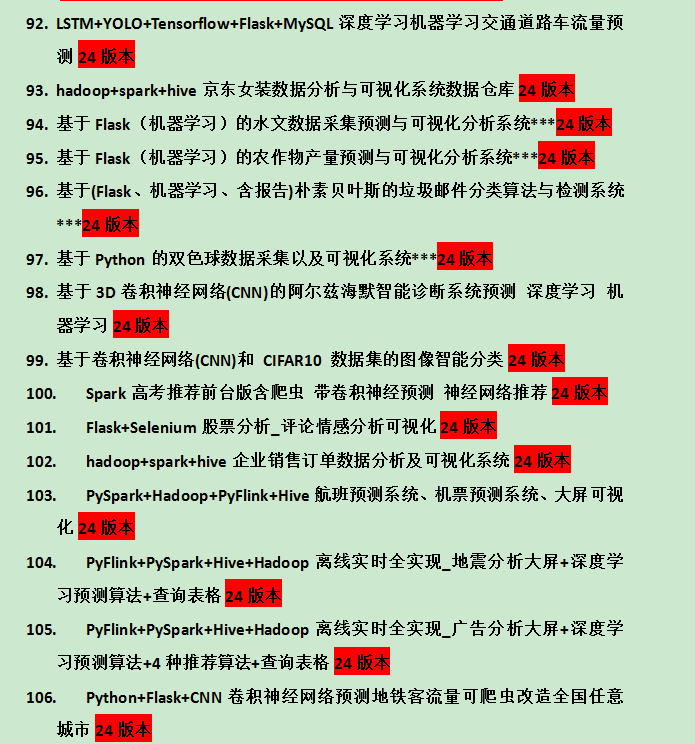 92. LSTM+YOLO+Tensorflow+Flask+MySQL 深度学习机器学习交通道路车流量预
测 24 版本
93. hadoop+spark+hive 京东女装数据分析与可视化系统数据仓库 24 版本
94. 基于 Flask（机器学习）的水文数据采集预测与可视化分析系统***24 版本
95. 基于 Flask（机器学习）的农作物产量预测与可视化分析系统***24 版本
96. 基于(Flask、机器学习、含报告)朴素贝叶斯的垃圾邮件分类算法与检测系统
***24 版本
97. 基于 Python 的双色球数据采集以及可视化系统***24 版本
98. 基于 3D 卷积神经网络(CNN)的阿尔兹海默智能诊断系统预测 深度学习 机
器学习 24 版本
99. 基于卷积神经网络(CNN)和 CIFAR10 数据集的图像智能分类 24 版本
100. Spark 高考推荐前台版含爬虫 带卷积神经预测 神经网络推荐 24 版本
101. Flask+Selenium 股票分析_评论情感分析可视化 24 版本
102. hadoop+spark+hive 企业销售订单数据分析及可视化系统 24 版本
103. PySpark+Hadoop+PyFlink+Hive 航班预测系统、机票预测系统、大屏可视
化 24 版本
104. PyFlink+PySpark+Hive+Hadoop 离线实时全实现_地震分析大屏+深度学
习预测算法+查询表格 24 版本
105. PyFlink+PySpark+Hive+Hadoop 离线实时全实现_广告分析大屏+深度学
习预测算法+4 种推荐算法+查询表格 24 版本
106. Python+Flask+CNN 卷积神经网络预测地铁客流量可爬虫改造全国任意
城市 24 版本